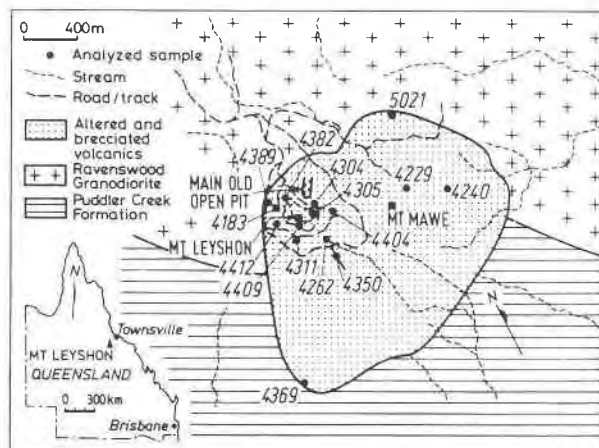 0 400m
Analyzed sample
Stream
Road/track
Altered and
brecciated
volcanics
Ravenswood
Granodiorite
Puddler Creek
Formation
5021
4382
4389
4304
4305
4229
4240
MAIN OLD
OPEN PIT
MT MAWE
4183
4404
MT LEYSHON
4412
4311
4350
4409
4262
N
4369
N
Townsville
MT LEYSHON
QUEENSLAND
0 300km
Brisbane